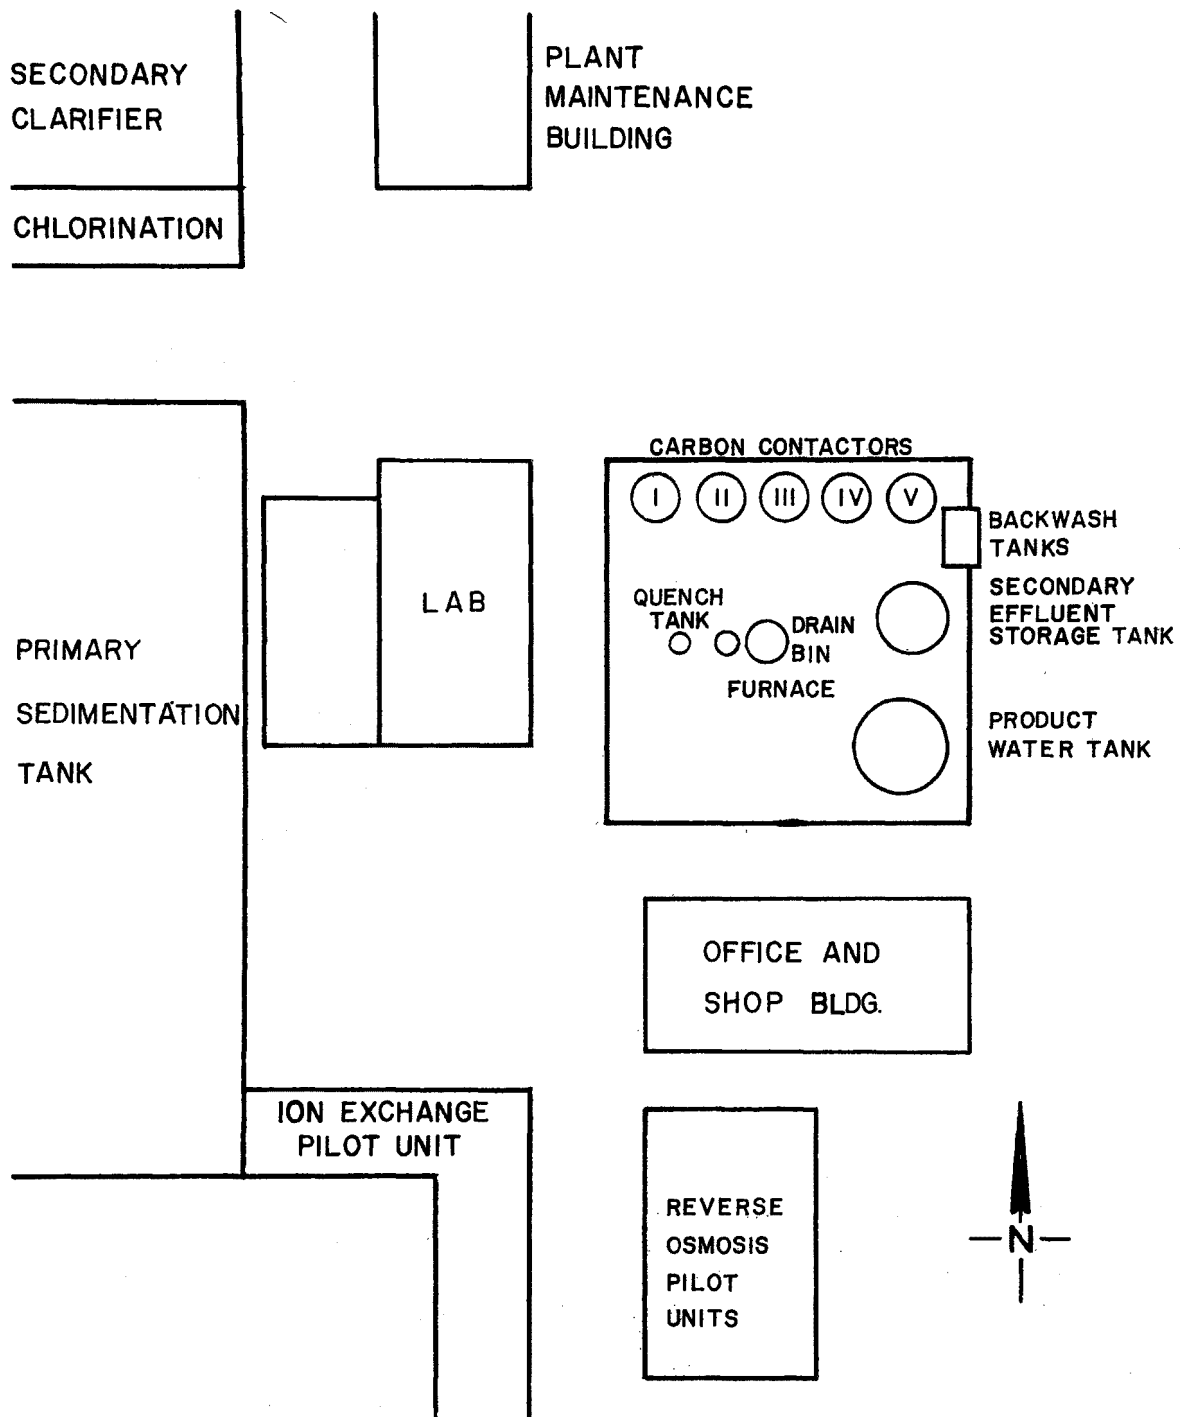 SECONDARY
CLARIFIER
PLANT
MAINTENANCE
BUILDING
CHLORINATION
CARBON CONTACTORS
I II III IV V
BACKWASH
TANKS
SECONDARY
EFFLUENT
STORAGE TANK
QUENCH
TANK
DRAIN
BIN
FURNACE
LAB
PRIMARY
SEDIMENTATION
TANK
PRODUCT
WATER TANK
OFFICE AND
SHOP BLDG.
ION EXCHANGE
PILOT UNIT
REVERSE
OSMOSIS
PILOT
UNITS
N